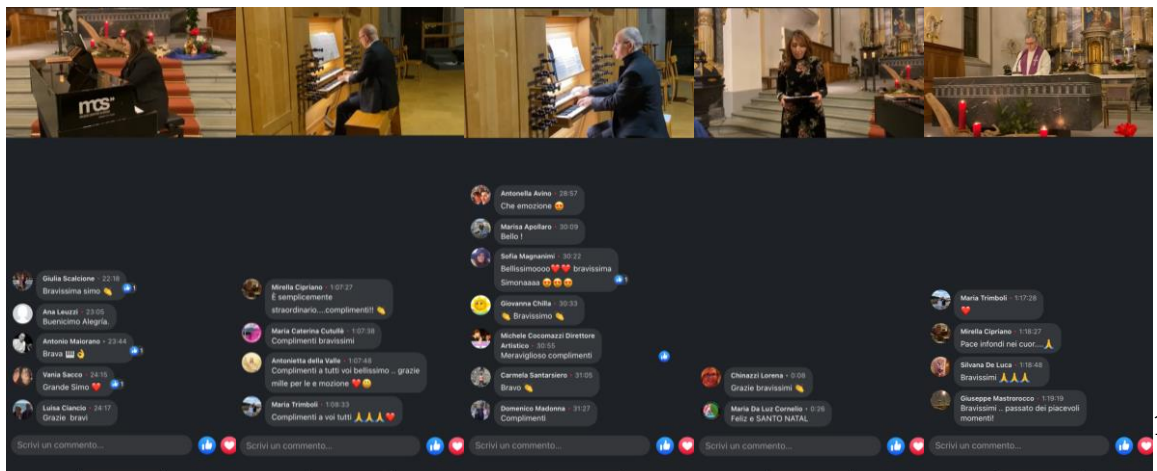 mcs
Giulia Scalcione · 22:18
Bravissima simo 👏
1
Ana Leuzzi · 23:05
Buenicimo Alegría.
Antonio Maiorano · 23:44
Brava 🎹👌
1
Vania Sacco · 24:15
Grande Simo ❤️
1
Luisa Ciancio · 24:17
Grazie bravi
Scrivi un commento...
Mirella Cipriano · 1:07:27
È semplicemente
straordinario....complimenti!! 👏
Maria Caterina Cutullè · 1:07:38
Complimenti bravissimi
Antonietta della Valle · 1:07:48
Complimenti a tutti voi bellissimo .. grazie
mille per le e mozione ❤️😊
Maria Trimboli · 1:08:33
Complimenti a voi tutti 🙏🙏🙏❤️
Scrivi un commento...
Antonella Avino · 28:57
Che emozione 😍
Marisa Apollaro · 30:09
Bello !
Sofia Magnanimi · 30:22
Bellissimoooo❤️❤️ bravissima
Simonaaaa 😍😍😍
1
Giovanna Chilla · 30:33
👏 Bravissimo 👏
Michele Cocomazzi Direttore
Artistico · 30:55
Meraviglioso complimenti
Carmela Santarsiero · 31:05
Bravo 👏
Domenico Madonna · 31:27
Complimenti
Scrivi un commento...
Chinazzi Lorena · 0:08
Grazie bravissimi 👏
Maria Da Luz Cornelio · 0:26
Feliz e SANTO NATAL
Scrivi un commento...
Maria Trimboli · 1:17:28
❤️
Mirella Cipriano · 1:18:27
Pace infondi nei cuor....🙏
Silvana De Luca · 1:18:48
Bravissimi 🙏🙏🙏
Giuseppe Mastrorocco · 1:19:19
Bravissimi .. passato dei piacevoli
momenti!
Scrivi un commento...